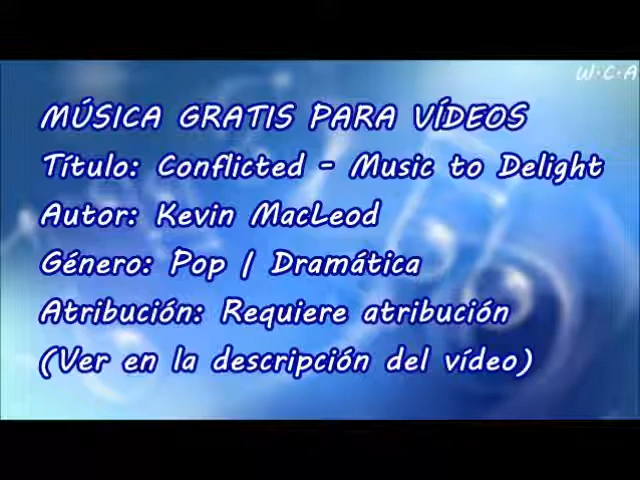 W.C.A
MÚSICA GRATIS PARA VÍDEOS
Título: Conflicted - Music to Delight
Autor: Kevin MacLeod
Género: Pop | Dramática
Atribución: Requiere atribución
(Ver en la descripción del vídeo)